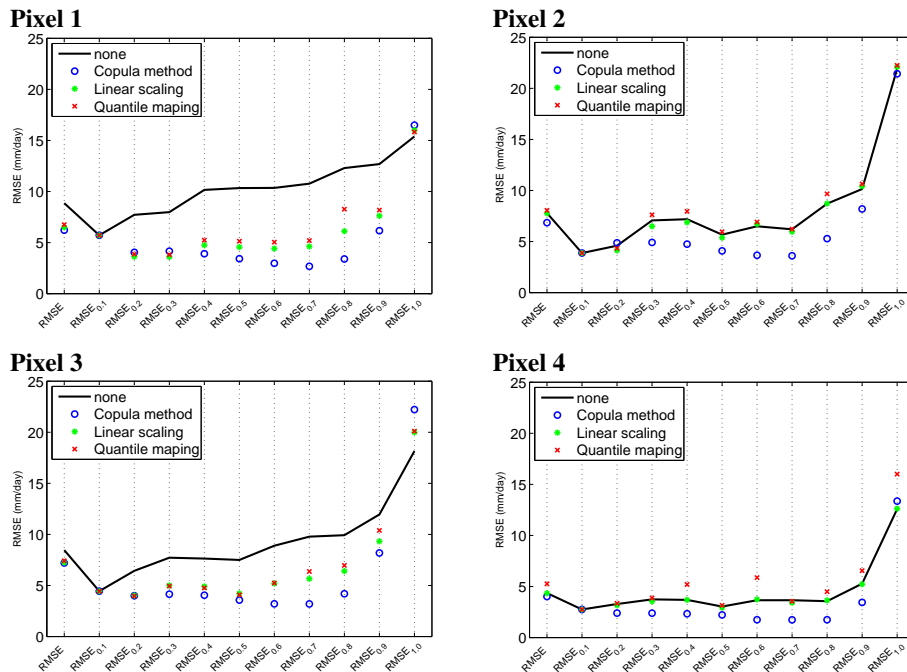 Pixel 1
25
20
15
10
5
0
RMSE (mm/day)
none
Copula method
Linear scaling
Quantile maping
RMSE
RMSE0.1
RMSE0.2
RMSE0.3
RMSE0.4
RMSE0.5
RMSE0.6
RMSE0.7
RMSE0.8
RMSE0.9
RMSE1.0
Pixel 2
25
20
15
10
5
0
RMSE (mm/day)
none
Copula method
Linear scaling
Quantile maping
RMSE
RMSE0.1
RMSE0.2
RMSE0.3
RMSE0.4
RMSE0.5
RMSE0.6
RMSE0.7
RMSE0.8
RMSE0.9
RMSE1.0
Pixel 3
25
20
15
10
5
0
RMSE (mm/day)
none
Copula method
Linear scaling
Quantile maping
RMSE
RMSE0.1
RMSE0.2
RMSE0.3
RMSE0.4
RMSE0.5
RMSE0.6
RMSE0.7
RMSE0.8
RMSE0.9
RMSE1.0
Pixel 4
25
20
15
10
5
0
RMSE (mm/day)
none
Copula method
Linear scaling
Quantile maping
RMSE
RMSE0.1
RMSE0.2
RMSE0.3
RMSE0.4
RMSE0.5
RMSE0.6
RMSE0.7
RMSE0.8
RMSE0.9
RMSE1.0